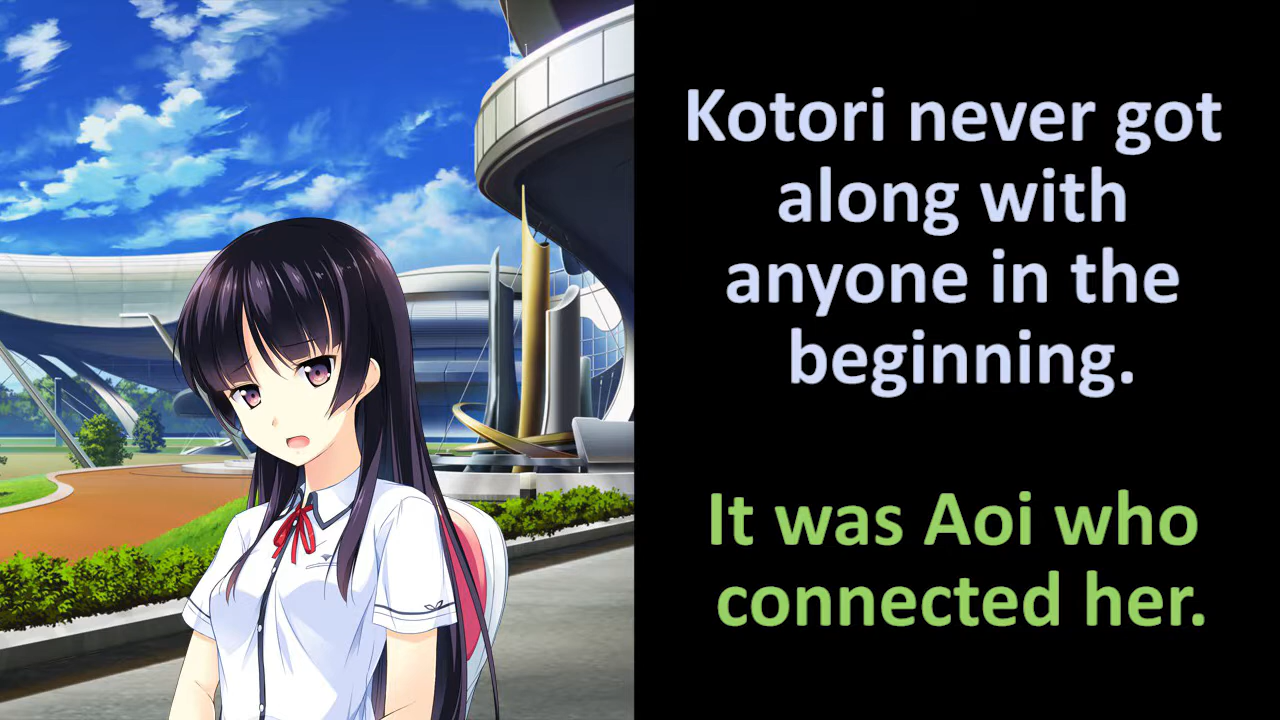 Kotori never got
along with
anyone in the
beginning.
It was Aoi who
connected her.